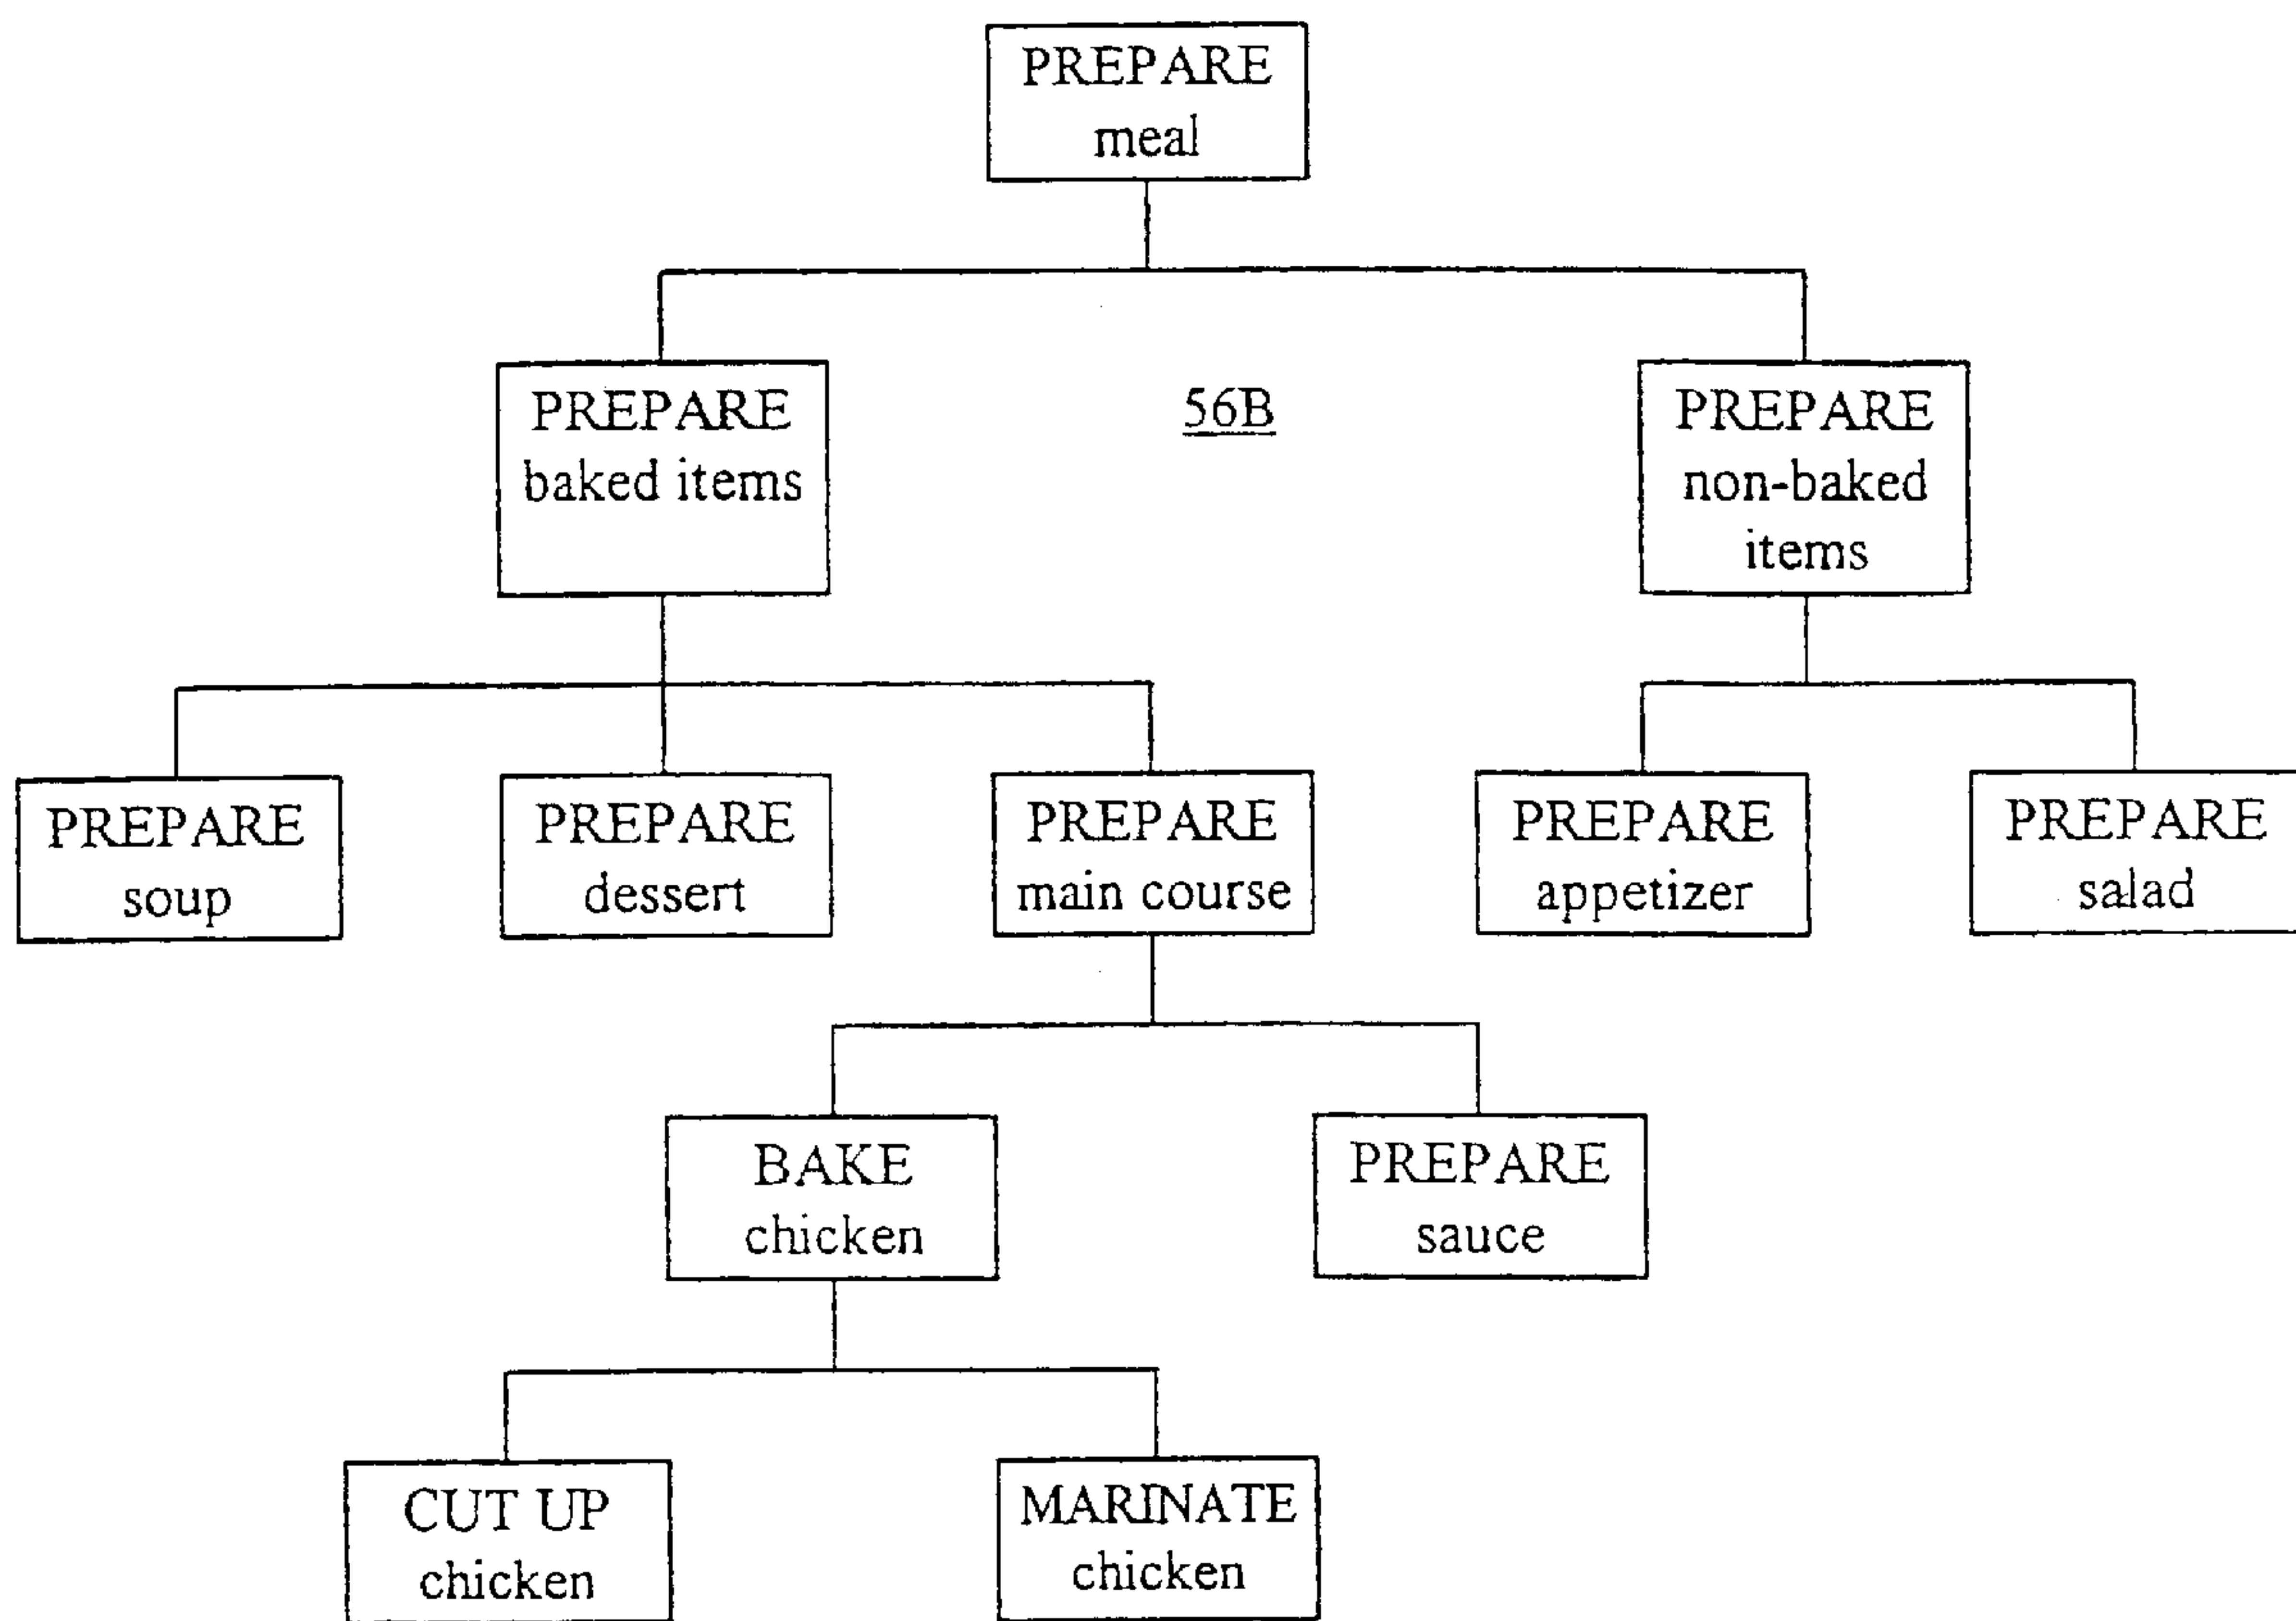 PREPARE
meal
PREPARE
baked items
56B
PREPARE
non-baked
items
PREPARE
soup
PREPARE
dessert
PREPARE
main course
PREPARE
appetizer
PREPARE
salad
BAKE
chicken
PREPARE
sauce
CUT UP
chicken
MARINATE
chicken